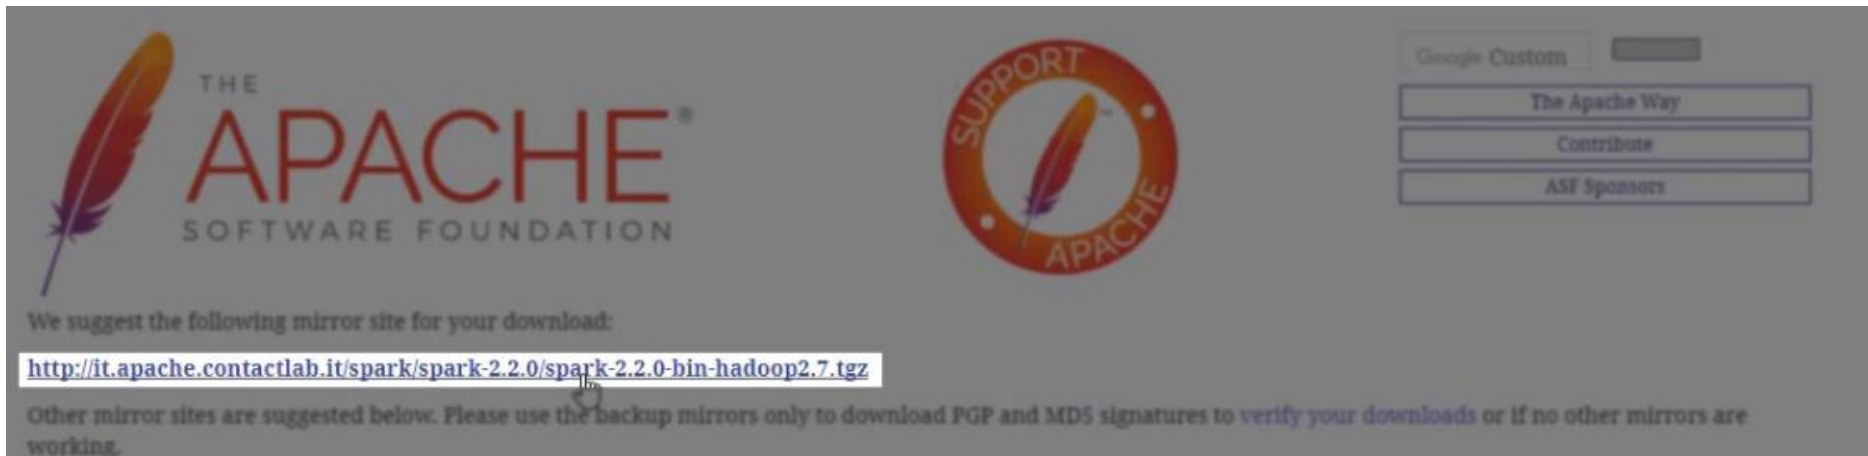 THE
APACHE®
SOFTWARE FOUNDATION
SUPPORT
APACHE
™
Google Custom
The Apache Way
Contribute
ASF Sponsors
We suggest the following mirror site for your download:
http://it.apache.contactlab.it/spark/spark-2.2.0/spark-2.2.0-bin-hadoop2.7.tgz
Other mirror sites are suggested below. Please use the backup mirrors only to download PGP and MD5 signatures to verify your downloads or if no other mirrors are
working.